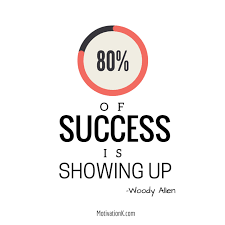 80%
OF
SUCCESS
IS
SHOWING UP
-Woody Allen
MotivationK.com